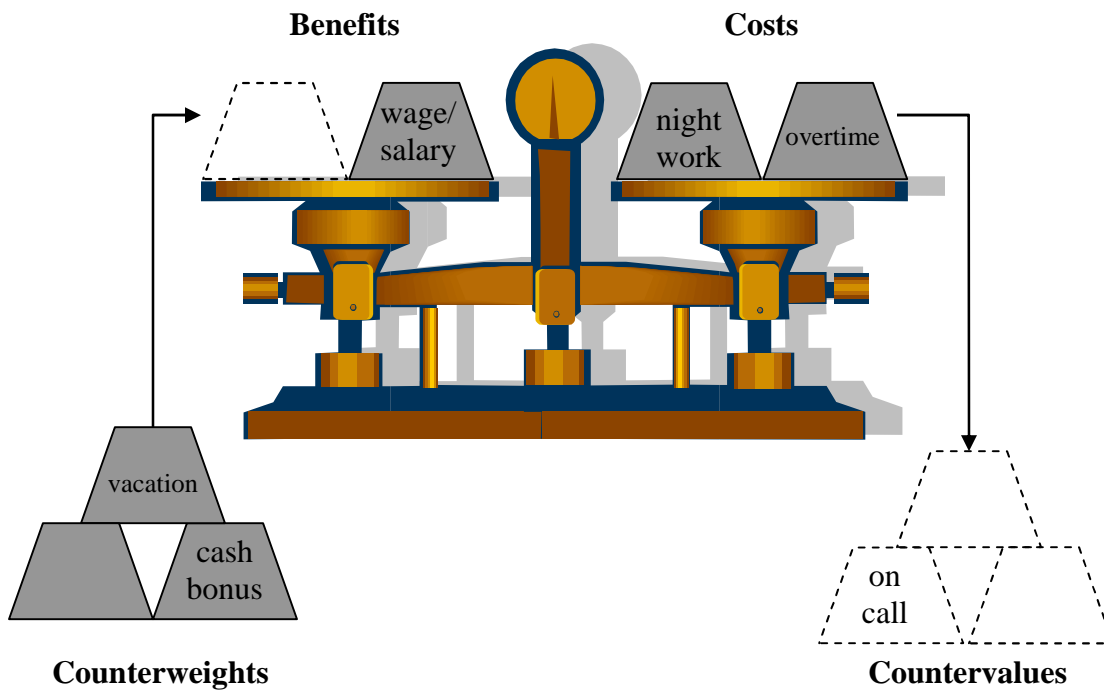 Benefits
Costs
wage/
salary
night
work
overtime
vacation
cash
bonus
on
call
Counterweights
Countervalues